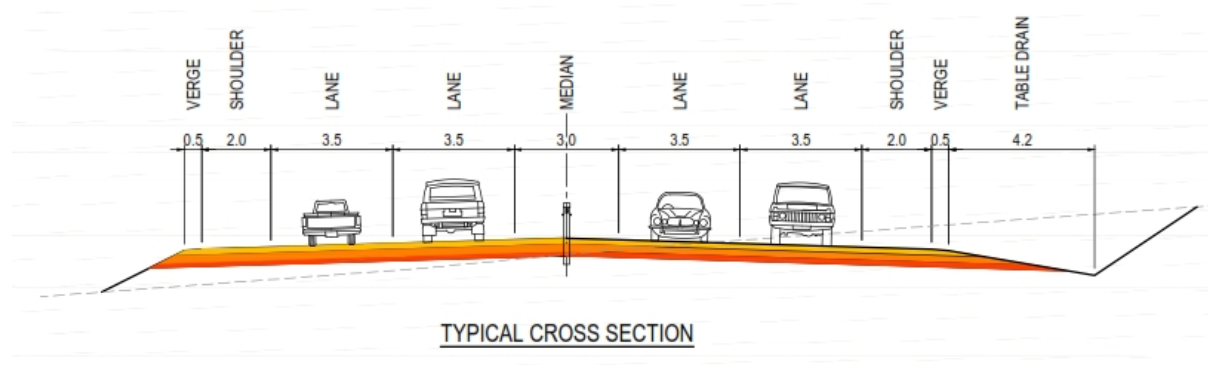 VERGE SHOULDER LANE LANE MEDIAN LANE LANE SHOULDER VERGE TABLE DRAIN
0.5 2.0 3.5 3.5 3.0 3.5 3.5 2.0 0.5 4.2
TYPICAL CROSS SECTION